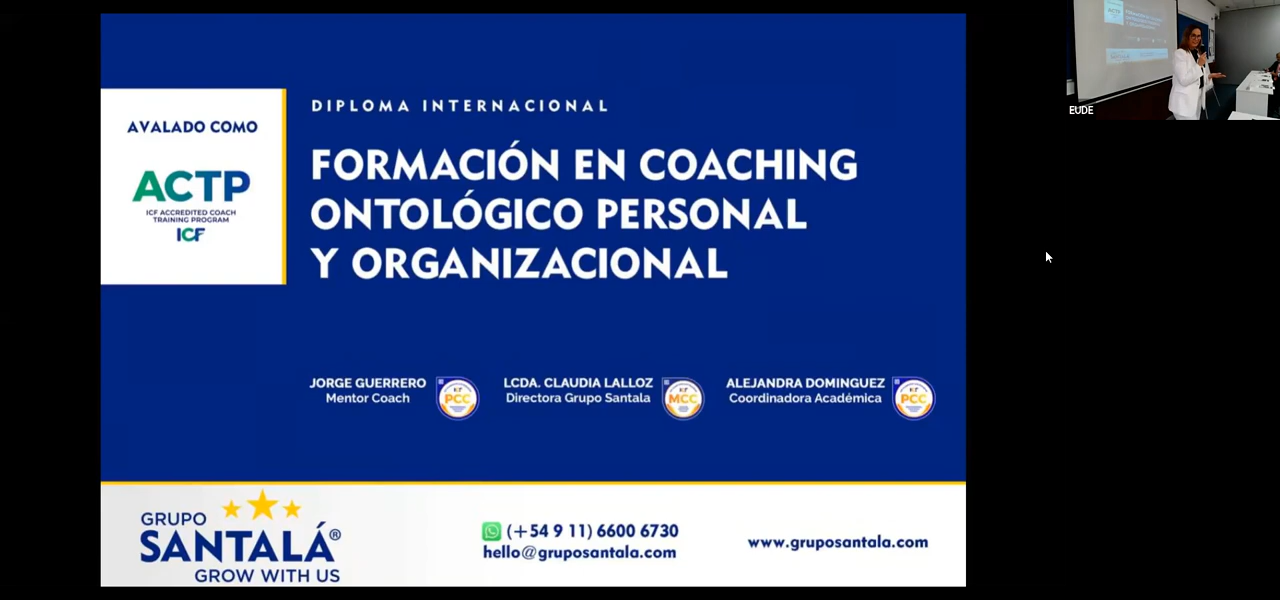 AVALADO COMO
ACTP
ICF ACCREDITED COACH
TRAINING PROGRAM
ICF
DIPLOMA INTERNACIONAL
FORMACIÓN EN COACHING
ONTOLÓGICO PERSONAL
Y ORGANIZACIONAL
JORGE GUERRERO
Mentor Coach
PCC
LCDA. CLAUDIA LALLOZ
Directora Grupo Santala
MCC
ALEJANDRA DOMINGUEZ
Coordinadora Académica
PCC
GRUPO
SANTALÁ®
GROW WITH US
(+54 9 11) 6600 6730
hello@gruposantala.com
www.gruposantala.com
EUDE